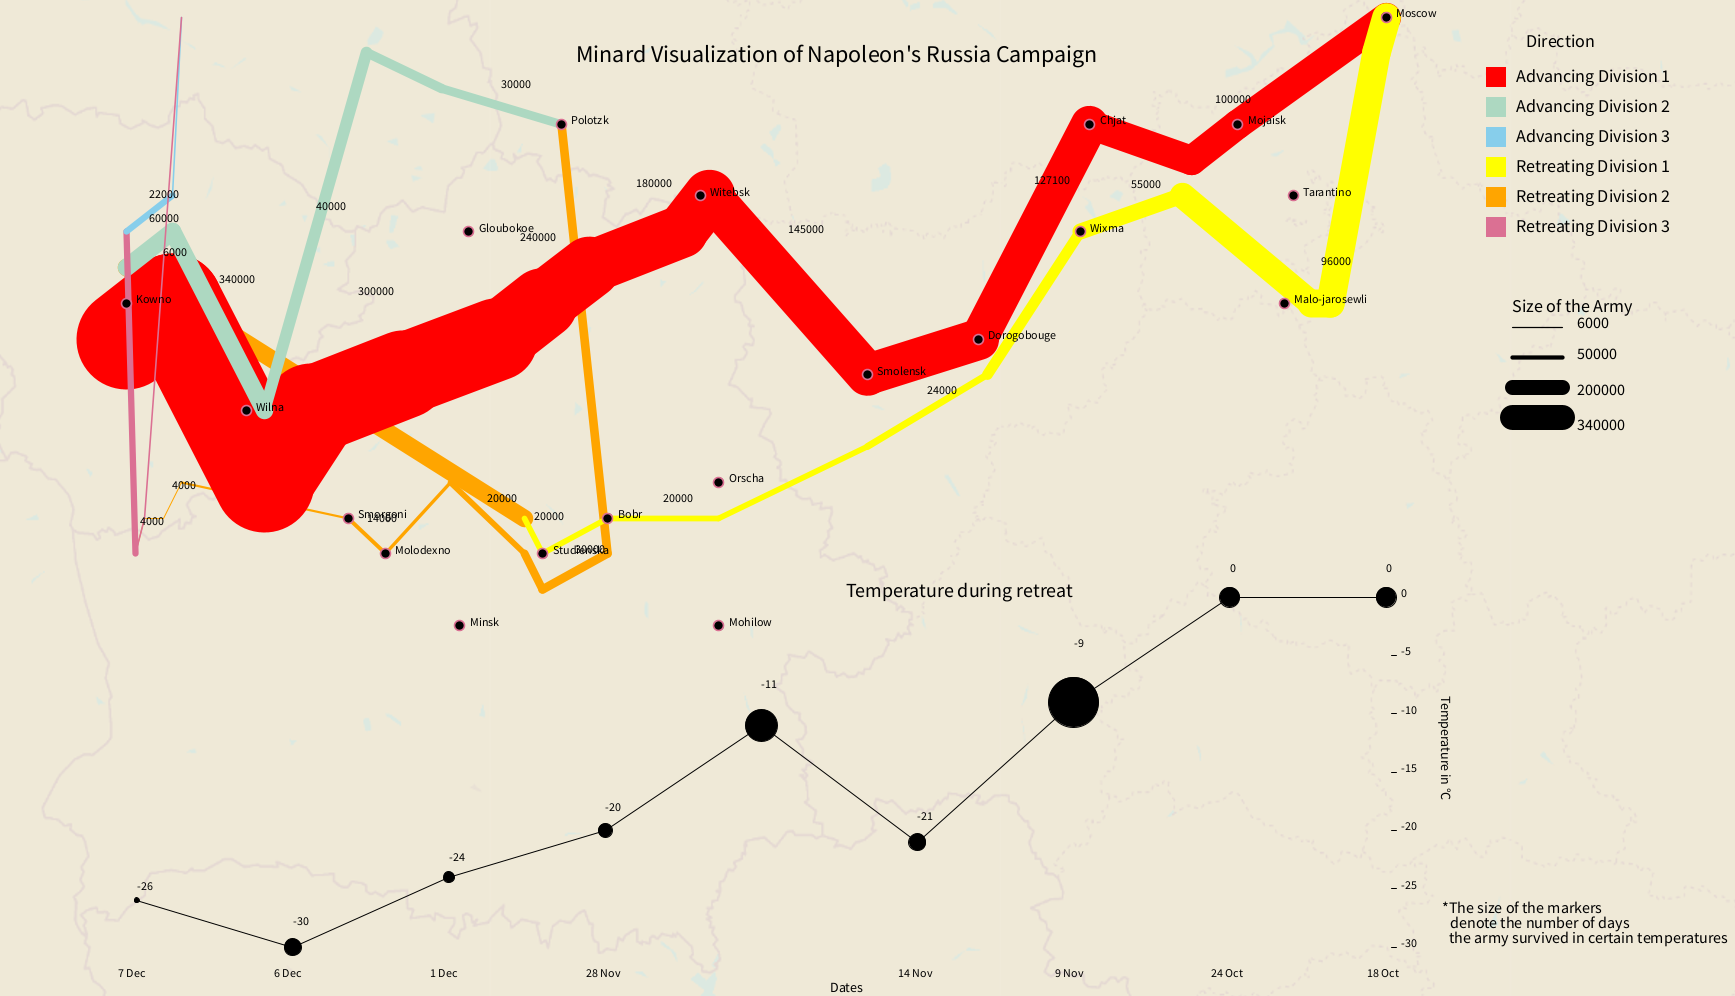 Minard Visualization of Napoleon's Russia Campaign
Direction
Advancing Division 1
Advancing Division 2
Advancing Division 3
Retreating Division 1
Retreating Division 2
Retreating Division 3
Size of the Army
6000
50000
200000
340000
Moscow
30000
100000
Polotzk
Chjat
Mojaisk
127100
180000
55000
22000
Witebsk
Tarantino
40000
60000
Gloubokoe
145000
Wixma
240000
6000
96000
340000
300000
Kowno
Malo-jarosewli
Dorogobouge
Smolensk
24000
Wilna
Orscha
4000
20000
20000
4000
Smorgoni
14000
20000
Bobr
Molodexno
Studienska
30000
Minsk
Mohilow
Temperature during retreat
0
0
-9
-11
-20
-21
-24
-26
-30
0
-5
-10
-15
-20
-25
-30
Temperature in °C
*The size of the markers
denote the number of days
the army survived in certain temperatures
7 Dec
6 Dec
1 Dec
28 Nov
14 Nov
9 Nov
24 Oct
18 Oct
Dates